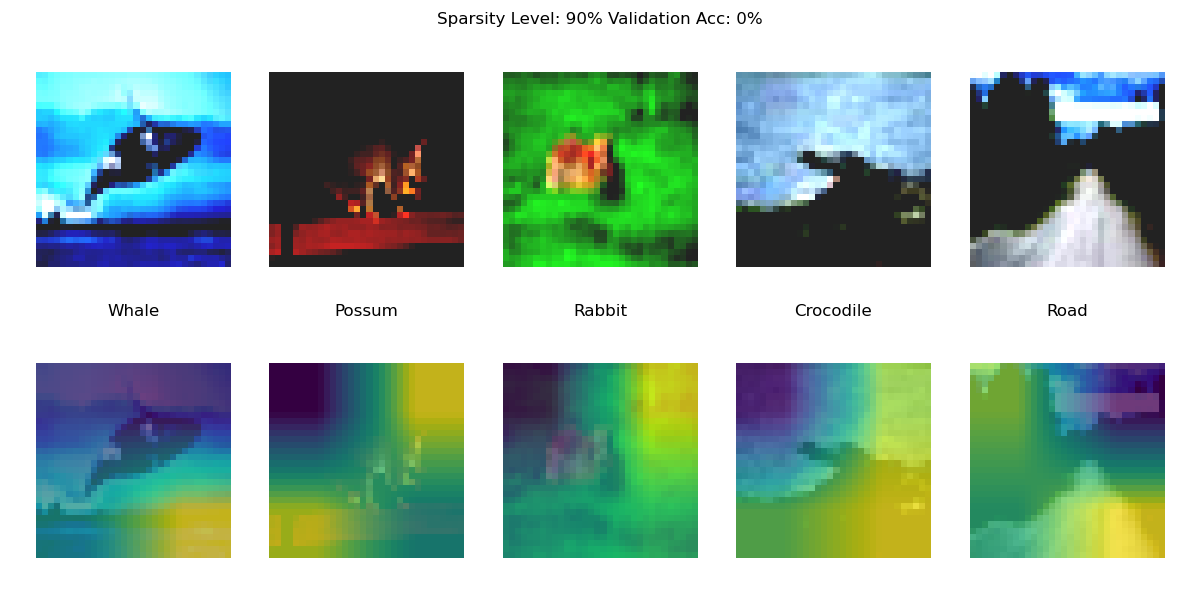 Sparsity Level: 90% Validation Acc: 0%
Whale
Possum
Rabbit
Crocodile
Road